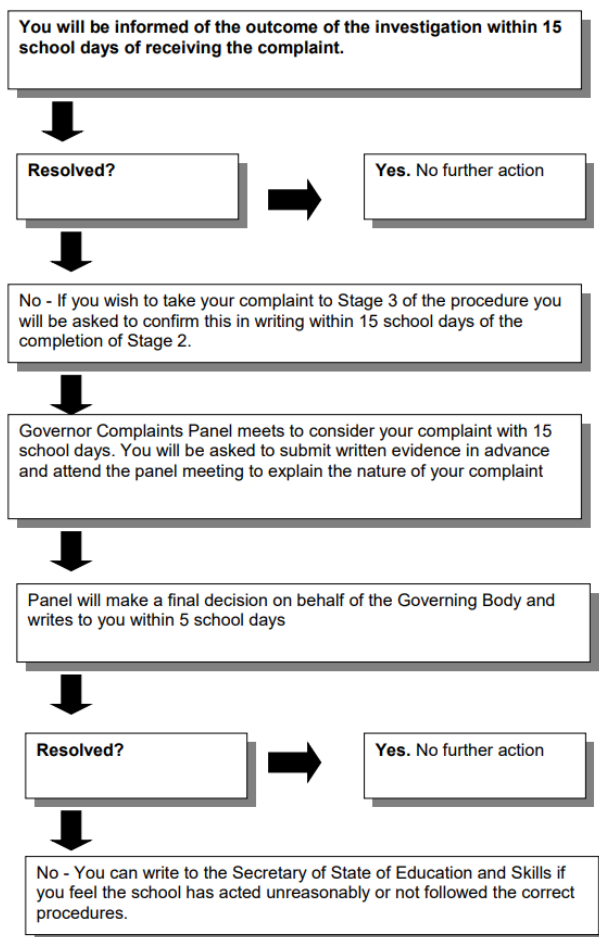 You will be informed of the outcome of the investigation within 15
school days of receiving the complaint.
Resolved?
Yes. No further action
No - If you wish to take your complaint to Stage 3 of the procedure you
will be asked to confirm this in writing within 15 school days of the
completion of Stage 2.
Governor Complaints Panel meets to consider your complaint with 15
school days. You will be asked to submit written evidence in advance
and attend the panel meeting to explain the nature of your complaint
Panel will make a final decision on behalf of the Governing Body and
writes to you within 5 school days
Resolved?
Yes. No further action
No - You can write to the Secretary of State of Education and Skills if
you feel the school has acted unreasonably or not followed the correct
procedures.